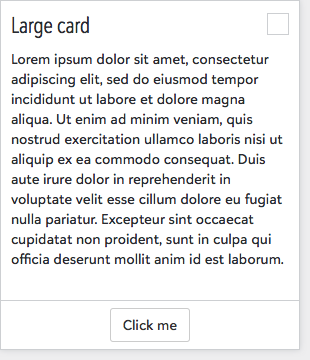 Large card
Lorem ipsum dolor sit amet, consectetur
adipiscing elit, sed do eiusmod tempor
incididunt ut labore et dolore magna
aliqua. Ut enim ad minim veniam, quis
nostrud exercitation ullamco laboris nisi ut
aliquip ex ea commodo consequat. Duis
aute irure dolor in reprehenderit in
voluptate velit esse cillum dolore eu fugiat
nulla pariatur. Excepteur sint occaecat
cupidatat non proident, sunt in culpa qui
officia deserunt mollit anim id est laborum.
Click me